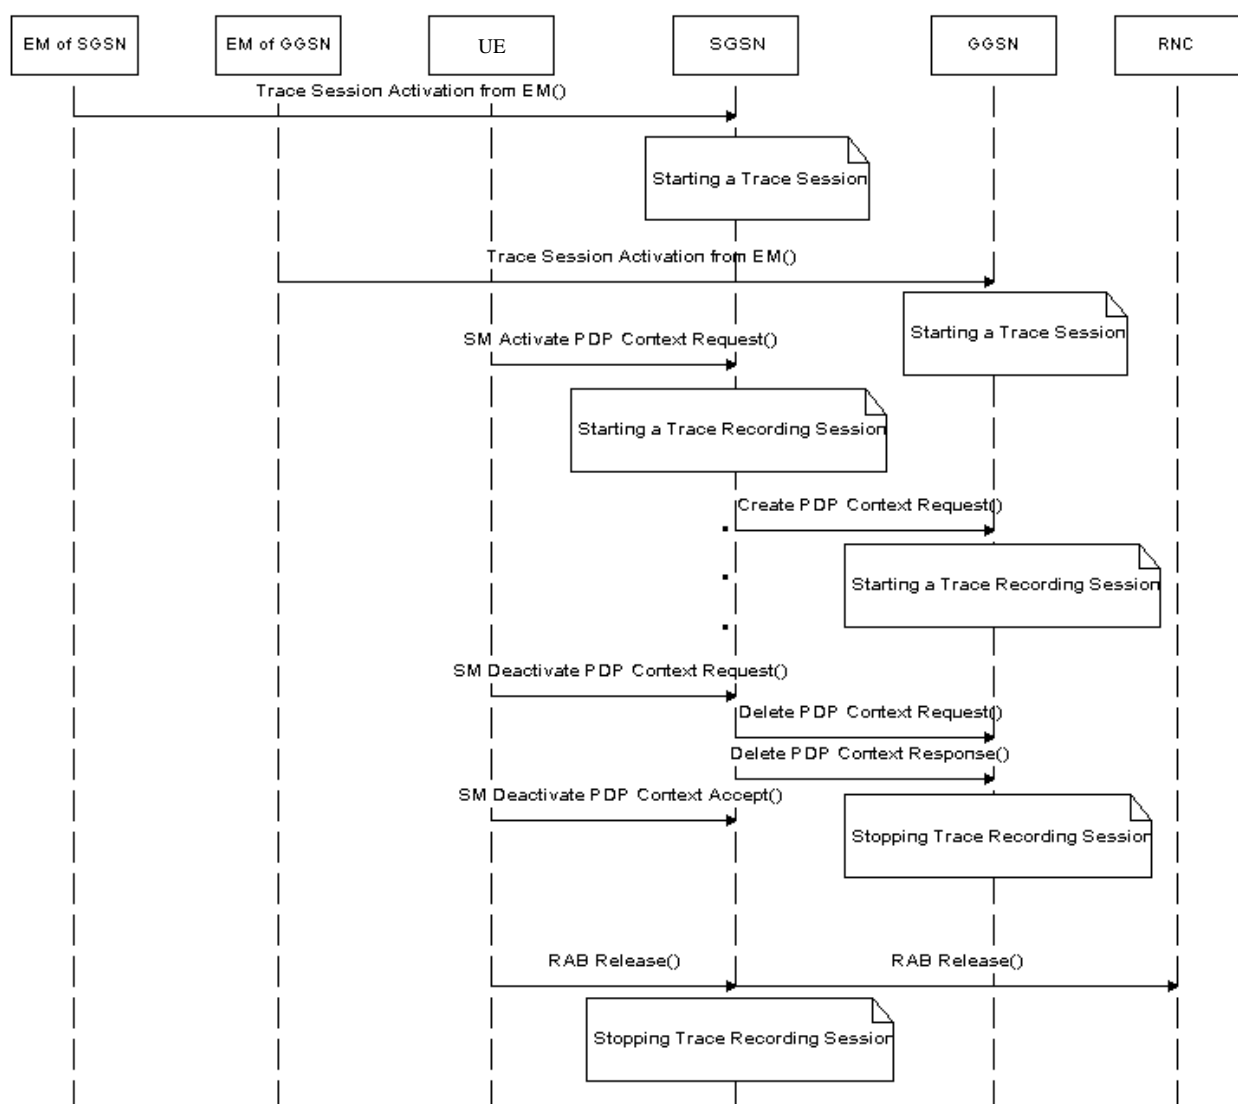 EM of SGSN
EM of GGSN
UE
SGSN
GGSN
RNC
Trace Session Activation from EM()
Starting a Trace Session
Trace Session Activation from EM()
Starting a Trace Session
SM Activate PDP Context Request()
Starting a Trace Recording Session
Create PDP Context Request()
Starting a Trace Recording Session
SM Deactivate PDP Context Request()
Delete PDP Context Request()
Delete PDP Context Response()
SM Deactivate PDP Context Accept()
Stopping Trace Recording Session
RAB Release()
RAB Release()
Stopping Trace Recording Session